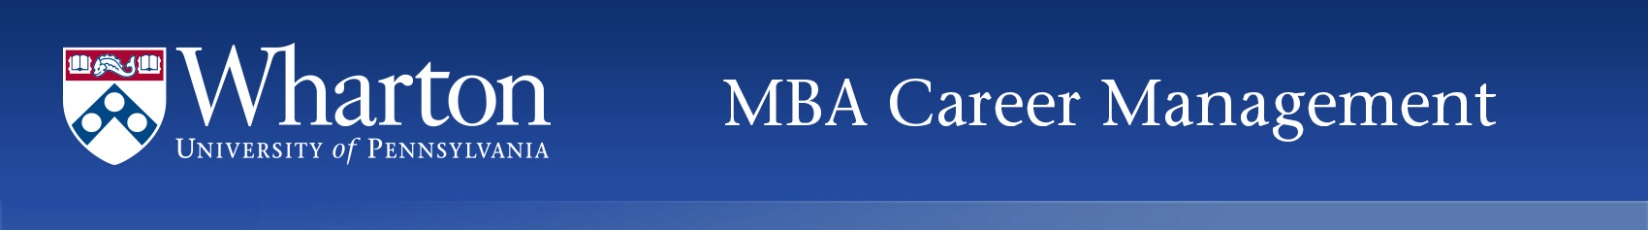 Wharton
UNIVERSITY of PENNSYLVANIA
MBA Career Management